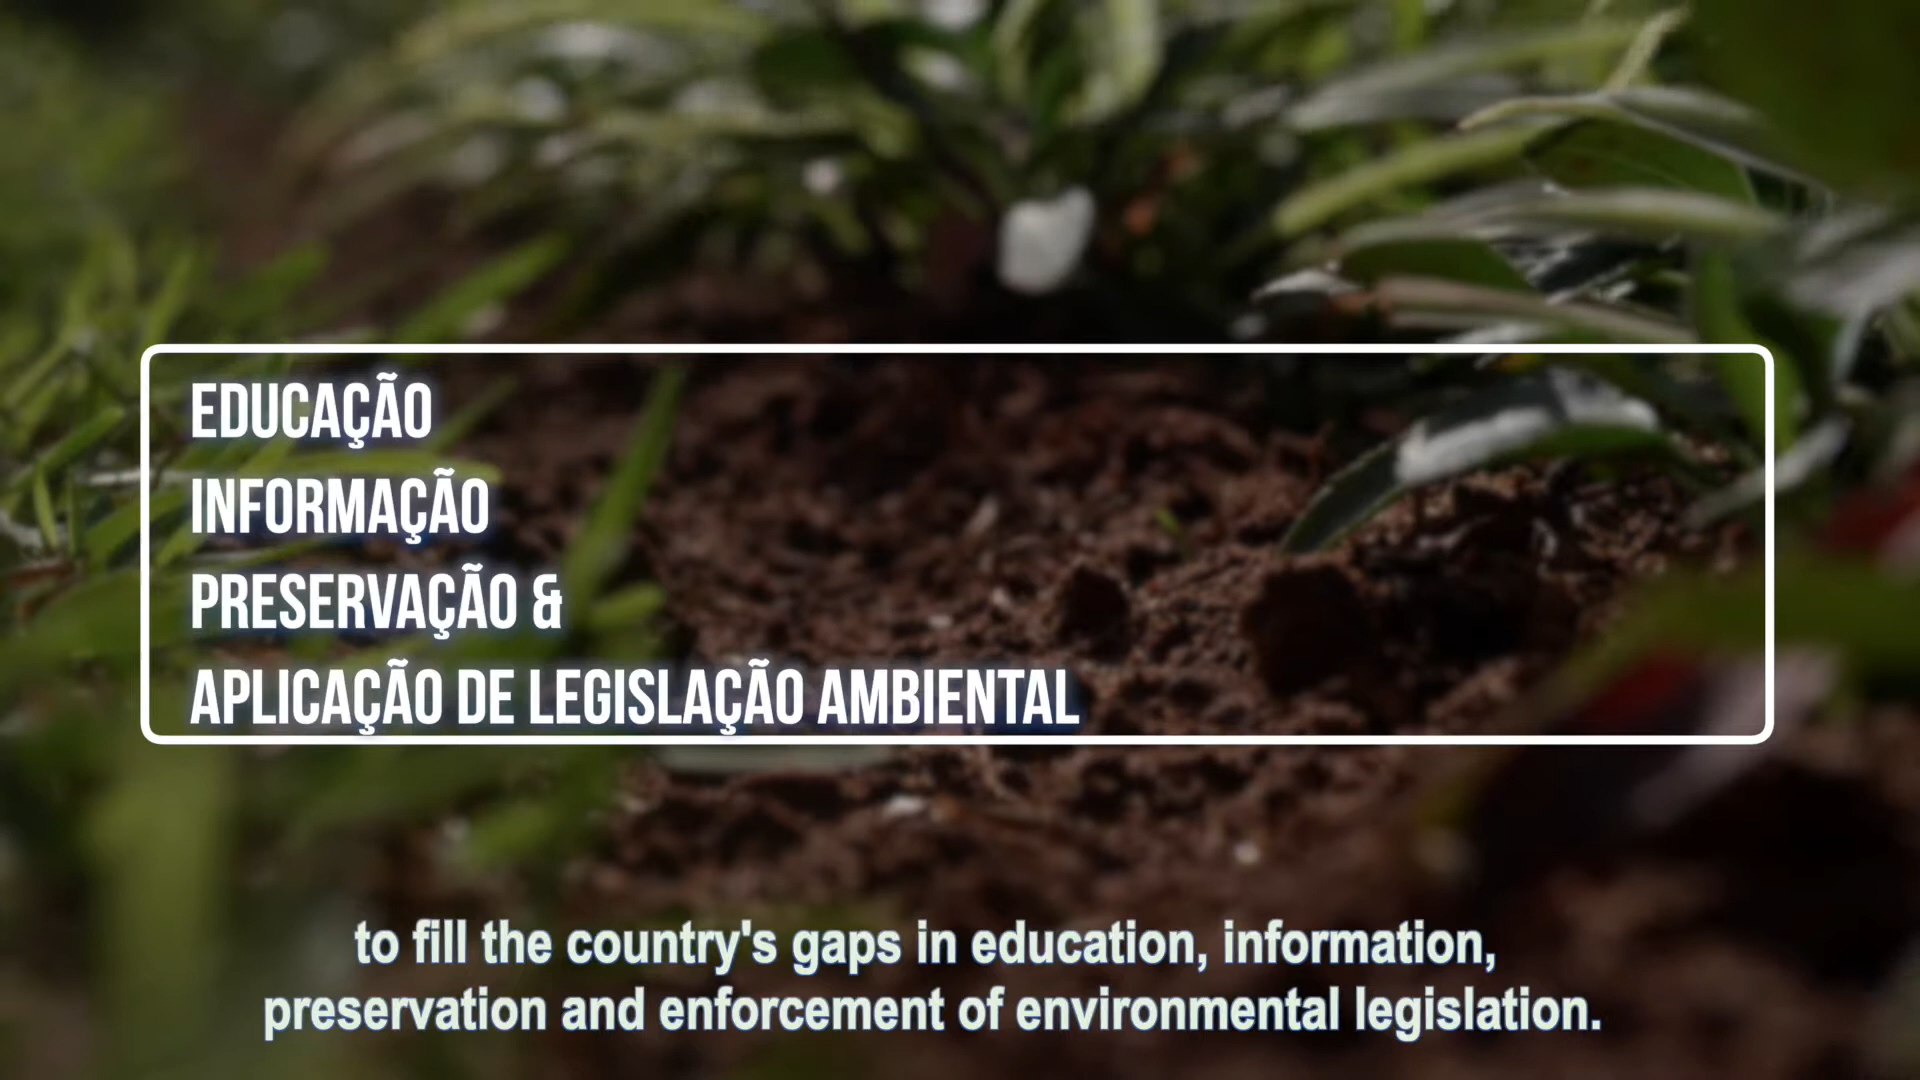 EDUCAÇÃO
INFORMAÇÃO
PRESERVAÇÃO &
APLICAÇÃO DE LEGISLAÇÃO AMBIENTAL
to fill the country's gaps in education, information,
preservation and enforcement of environmental legislation.